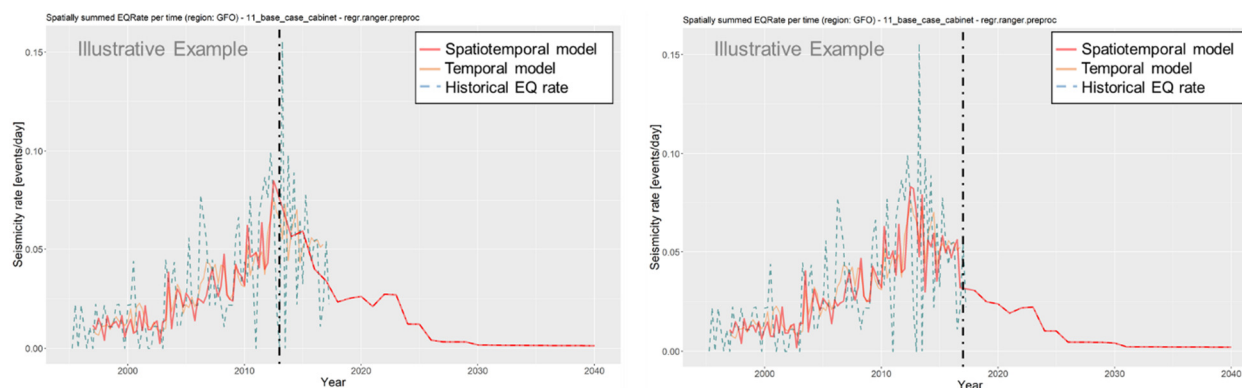 Spatially summed EQRate per time (region: GFO) - 11_base_case_cabinet - regr.ranger.preproc
Illustrative Example
Spatiotemporal model
Temporal model
Historical EQ rate
Seismicity rate [events/day]
0.15
0.10
0.05
0.00
2000
2010
2020
2030
2040
Year
Spatially summed EQRate per time (region: GFO) - 11_base_case_cabinet - regr.ranger.preproc
Illustrative Example
Spatiotemporal model
Temporal model
Historical EQ rate
Seismicity rate [events/day]
0.15
0.10
0.05
0.00
2000
2010
2020
2030
2040
Year